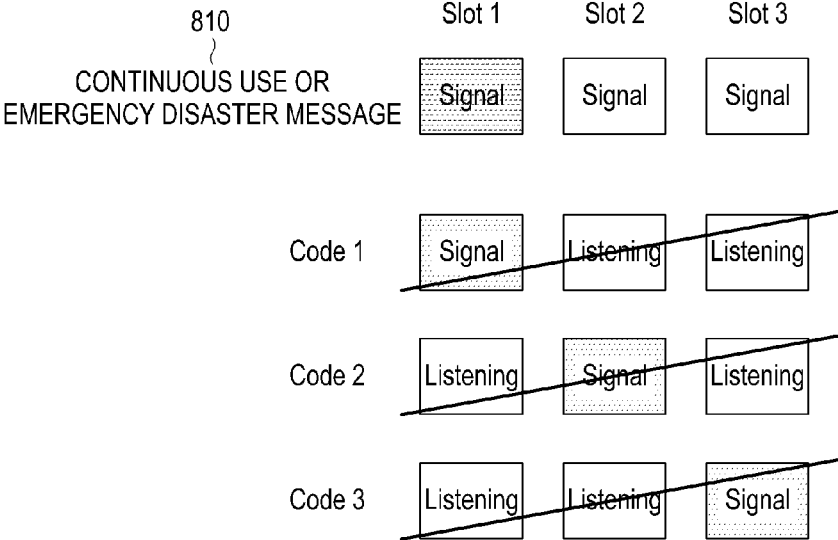 810 Slot 1 Slot 2 Slot 3
CONTINUOUS USE OR
EMERGENCY DISASTER MESSAGE Signal Signal Signal
Code 1 Signal Listening Listening
Code 2 Listening Signal Listening
Code 3 Listening Listening Signal